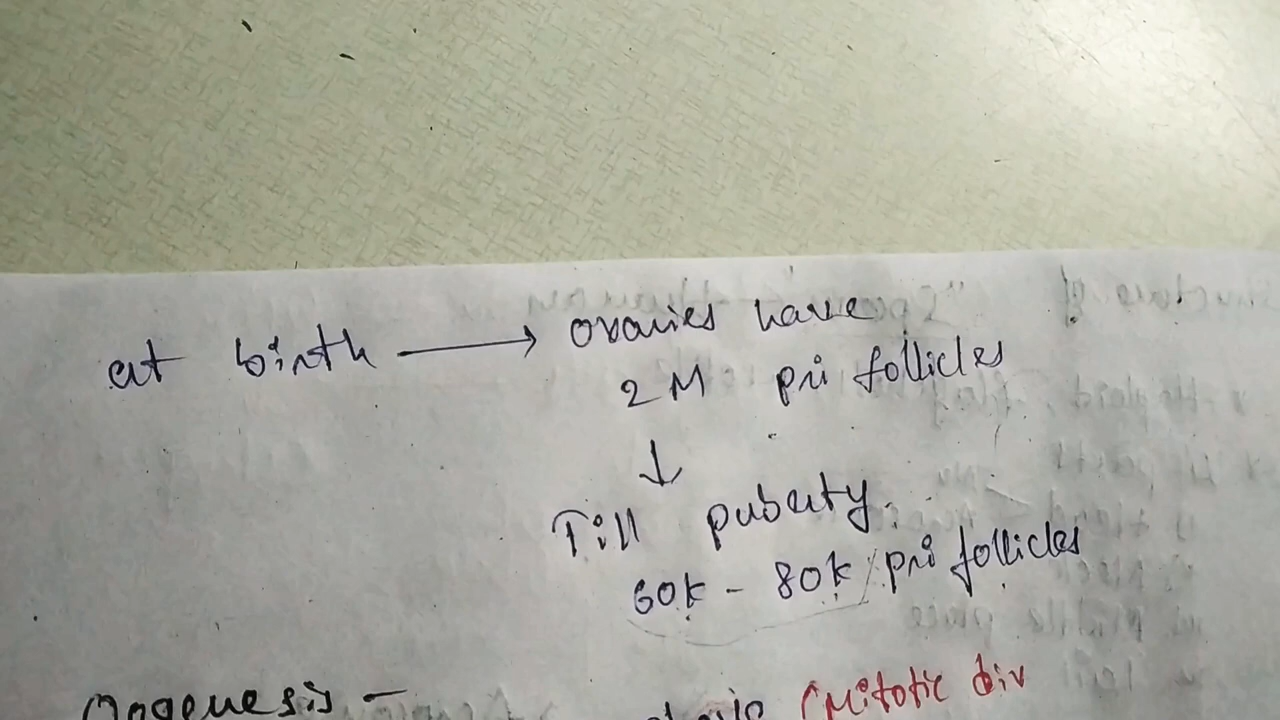 at birth → ovaries have
2 M pri follicles
↓
Till puberty.
60k - 80k pri follicles
Oogenesis -
(Mitotic div